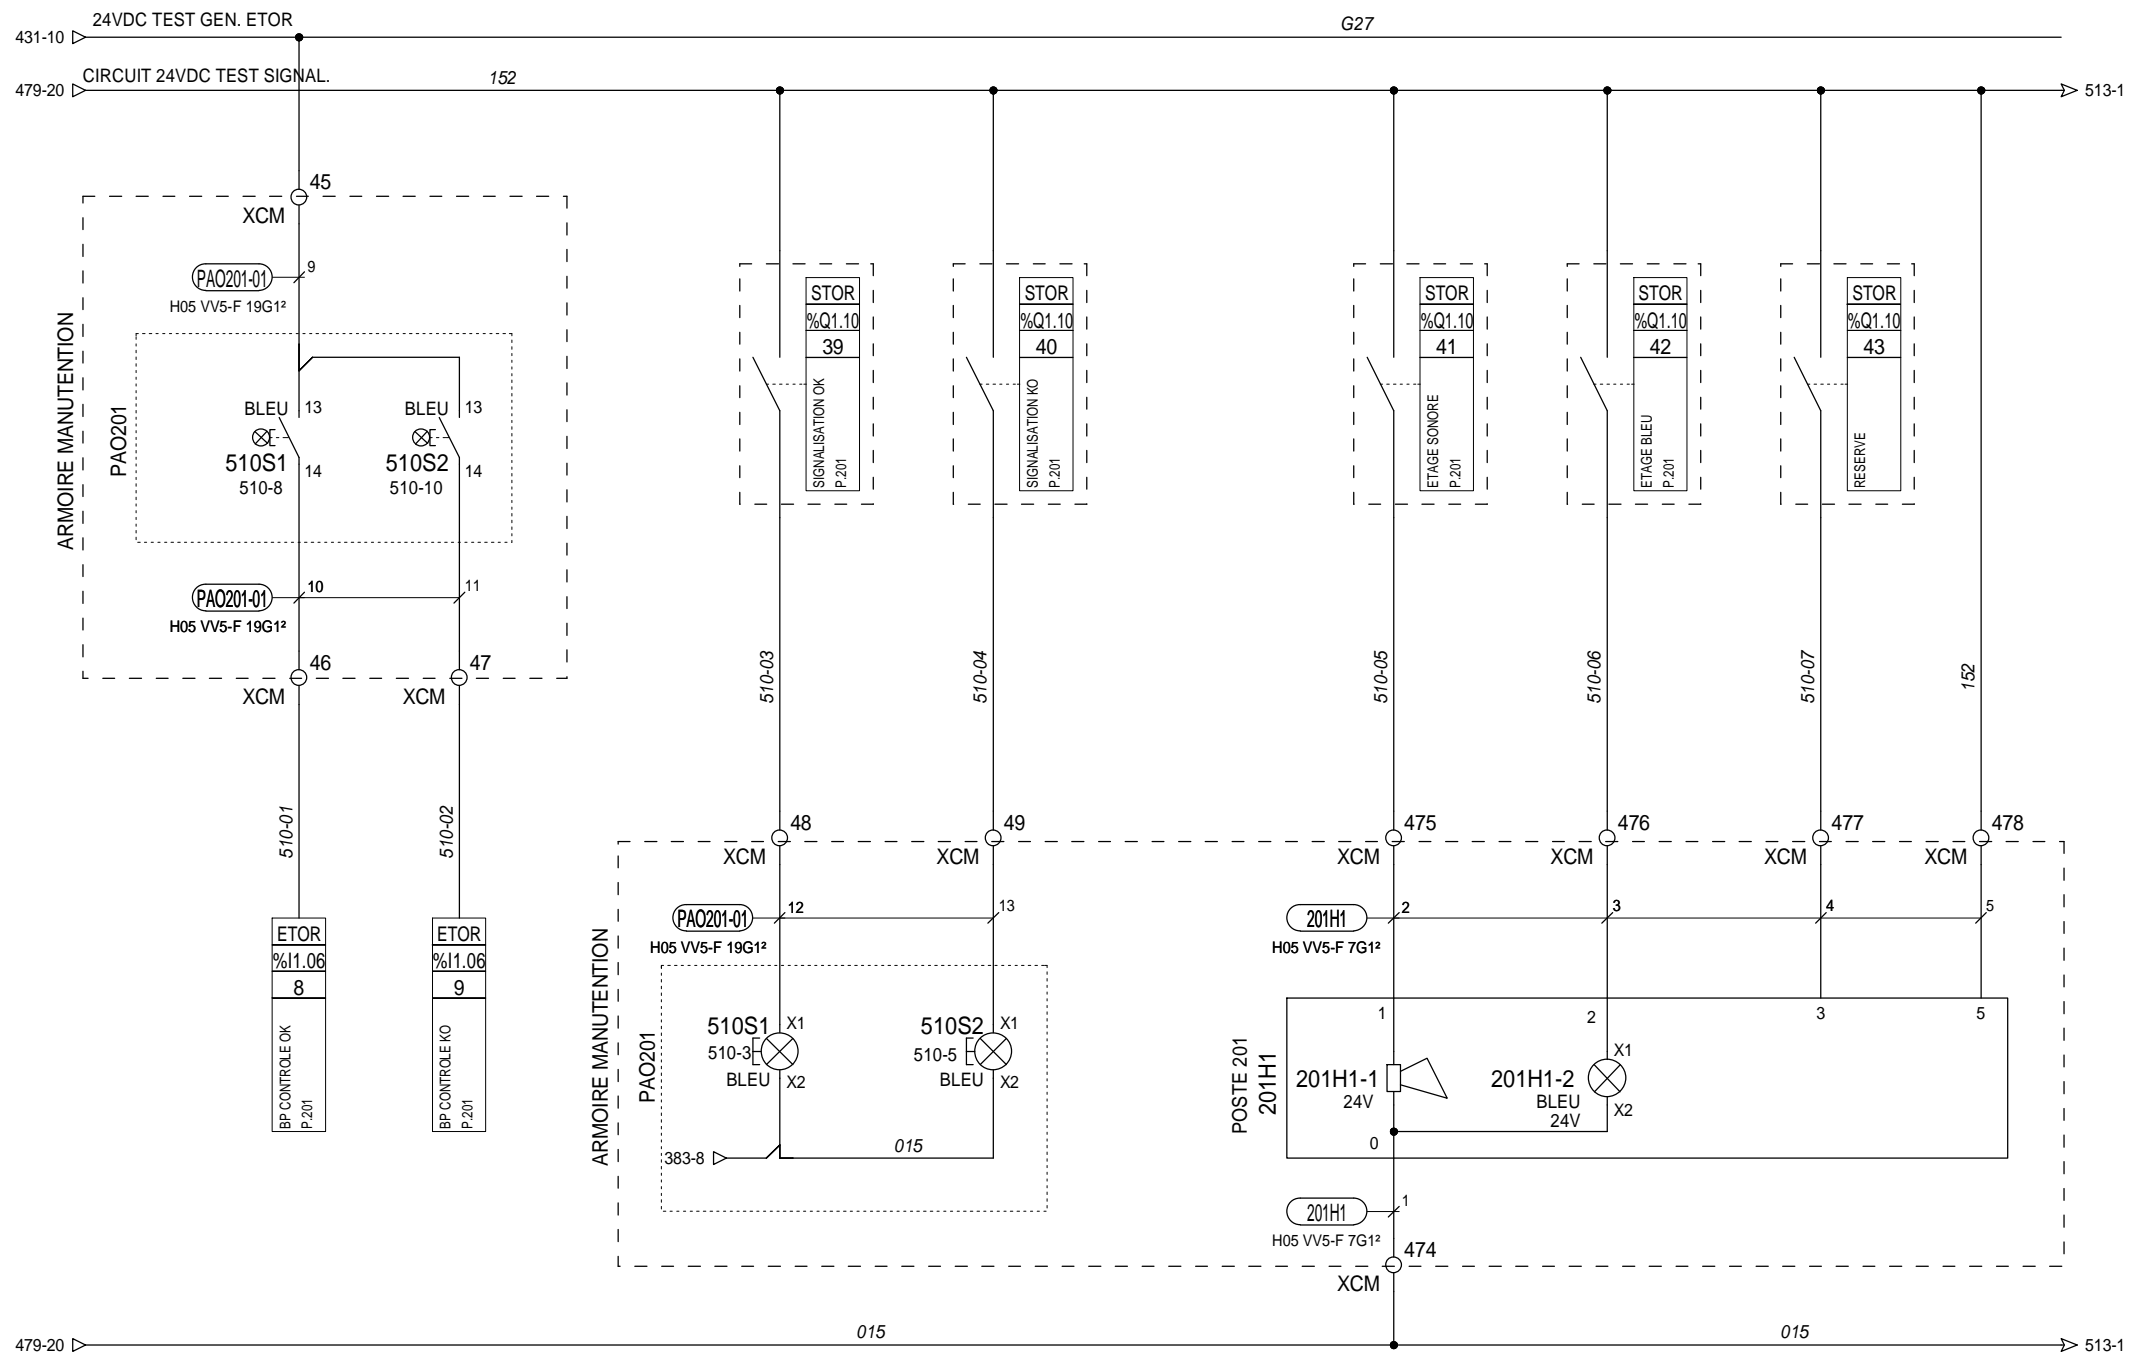 24VDC TEST GEN. ETOR
G27
431-10
CIRCUIT 24VDC TEST SIGNAL.
152
479-20
513-1
45
XCM
PAO201-01
9
H05 VV5-F 19G1²
ARMOIRE MANUTENTION
PAO201
BLEU 13
510S1
510-8
14
BLEU 13
510S2
510-10
14
PAO201-01
10
11
H05 VV5-F 19G1²
46
XCM
47
XCM
510-01
510-02
ETOR
%I1.06
8
BP CONTROLE OK
P.201
ETOR
%I1.06
9
BP CONTROLE KO
P.201
STOR
%Q1.10
39
SIGNALISATION OK
P.201
STOR
%Q1.10
40
SIGNALISATION KO
P.201
STOR
%Q1.10
41
ETAGE SONORE
P.201
STOR
%Q1.10
42
ETAGE BLEU
P.201
STOR
%Q1.10
43
RESERVE
510-03
510-04
510-05
510-06
510-07
152
48
XCM
49
XCM
475
XCM
476
XCM
477
XCM
478
XCM
ARMOIRE MANUTENTION
PAO201-01
12
13
H05 VV5-F 19G1²
PAO201
510S1
X1
510-3
BLEU
X2
510S2
X1
510-5
BLEU
X2
383-8
015
201H1
2
3
4
5
H05 VV5-F 7G1²
POSTE 201
201H1
1
2
3
5
201H1-1
24V
201H1-2
BLEU
24V
X1
X2
0
201H1
1
H05 VV5-F 7G1²
474
XCM
479-20
015
015
513-1